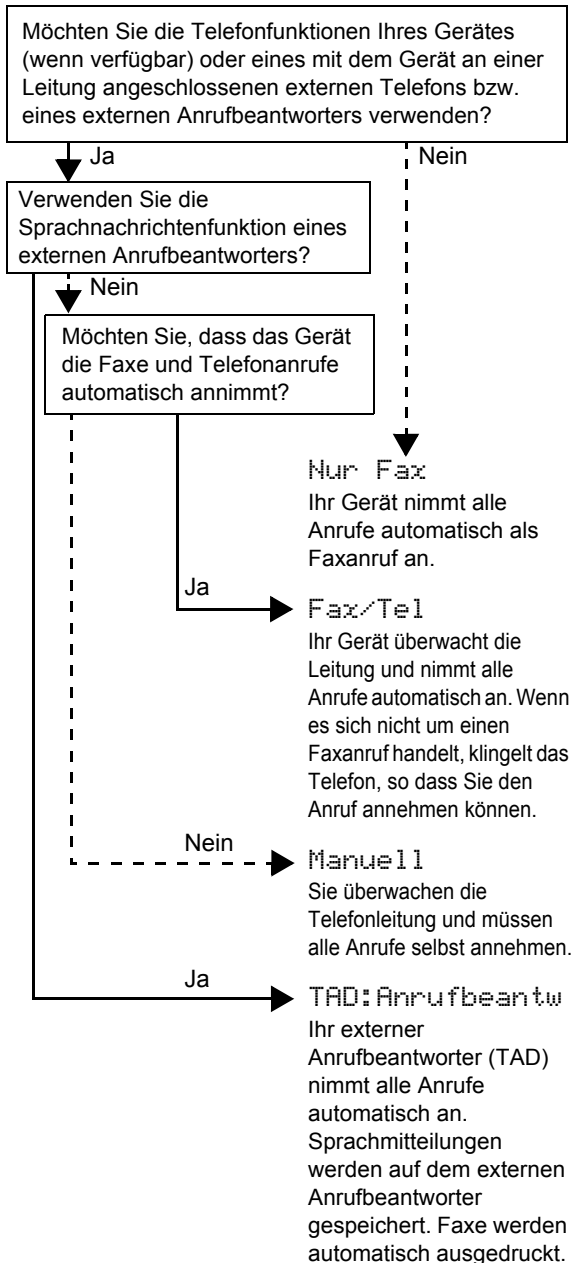 Möchten Sie die Telefonfunktionen Ihres Gerätes
(wenn verfügbar) oder eines mit dem Gerät an einer
Leitung angeschlossenen externen Telefons bzw.
eines externen Anrufbeantworters verwenden?
Ja
Nein
Verwenden Sie die
Sprachnachrichtenfunktion eines
externen Anrufbeantworters?
Nein
Möchten Sie, dass das Gerät
die Faxe und Telefonanrufe
automatisch annimmt?
Nur Fax
Ihr Gerät nimmt alle
Anrufe automatisch als
Faxanruf an.
Ja
Fax/Tel
Ihr Gerät überwacht die
Leitung und nimmt alle
Anrufe automatisch an. Wenn
es sich nicht um einen
Faxanruf handelt, klingelt das
Telefon, so dass Sie den
Anruf annehmen können.
Nein
Manuell
Sie überwachen die
Telefonleitung und müssen
alle Anrufe selbst annehmen.
Ja
TAD:Anrufbeantw
Ihr externer
Anrufbeantworter (TAD)
nimmt alle Anrufe
automatisch an.
Sprachmitteilungen
werden auf dem externen
Anrufbeantworter
gespeichert. Faxe werden
automatisch ausgedruckt.